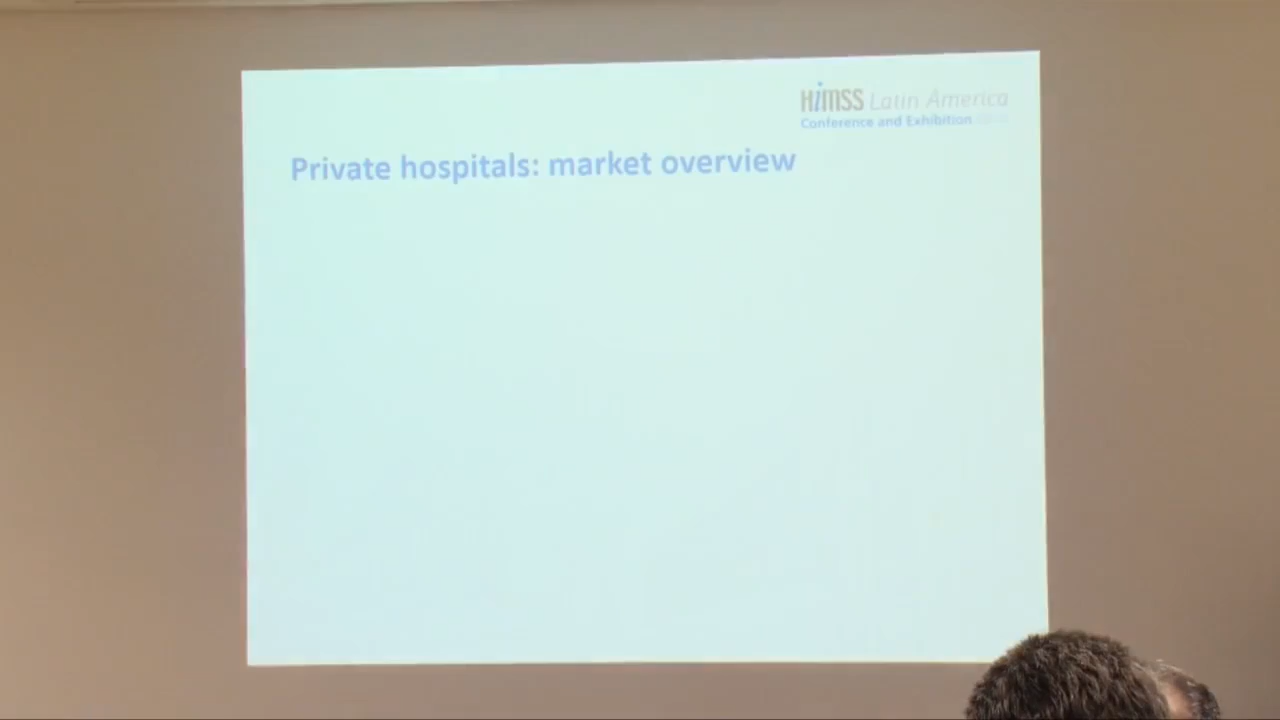 HiMSS Latin America
Conference and Exhibition
Private hospitals: market overview